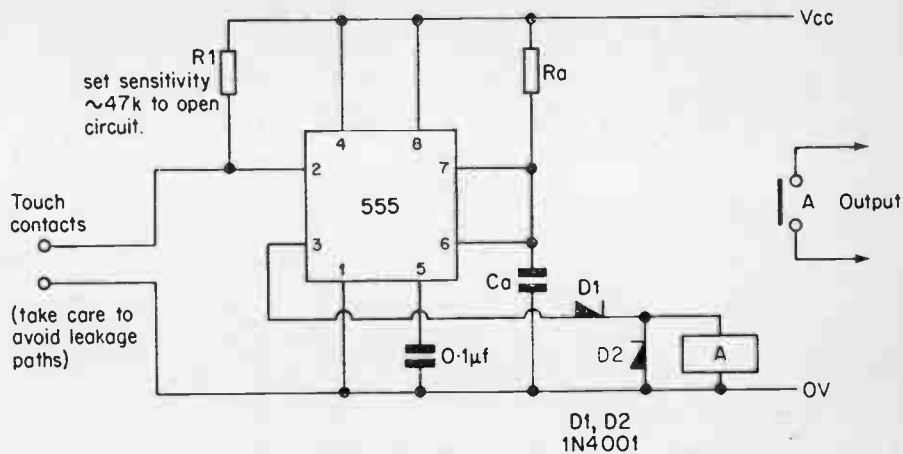 Vcc
R1
set sensitivity
~47k to open
circuit.
Ra
4
8
2
7
555
Touch
contacts
3
6
1
5
A
Output
Ca
D1
(take care to
avoid leakage
paths)
0·1µf
D2
A
0V
D1, D2
1N4001